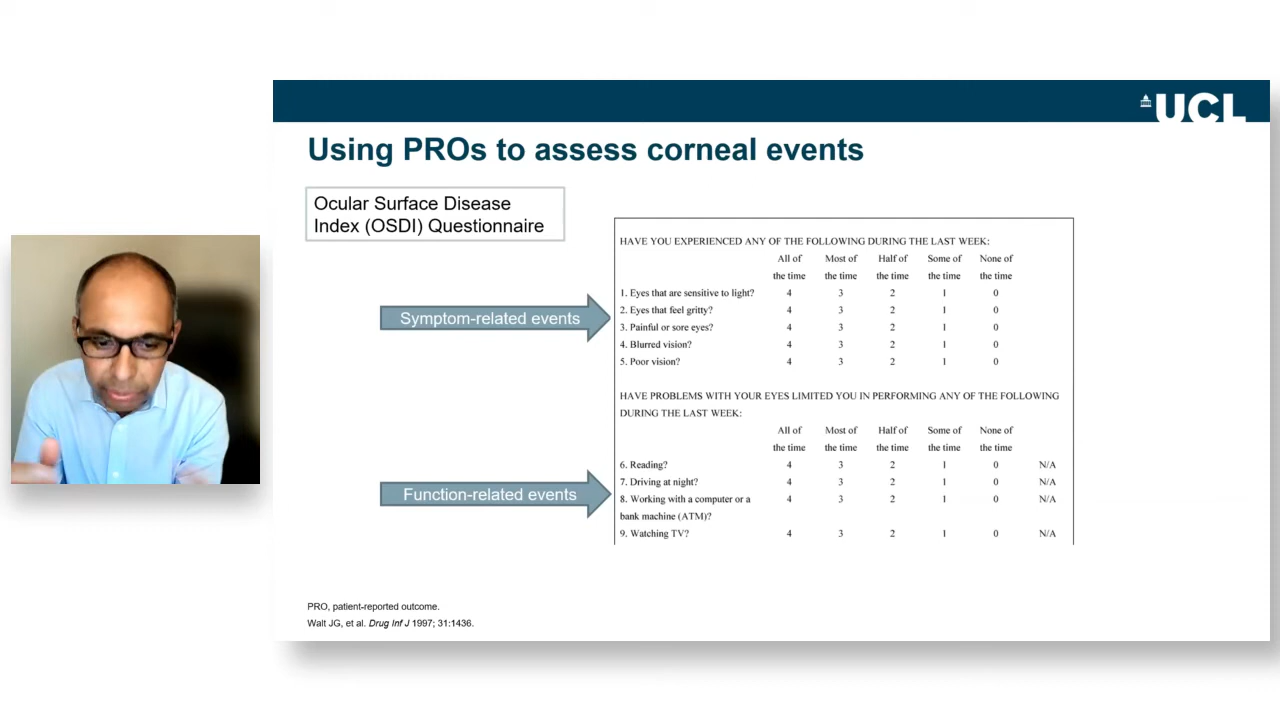 UCL
Using PROs to assess corneal events
Ocular Surface Disease
Index (OSDI) Questionnaire
HAVE YOU EXPERIENCED ANY OF THE FOLLOWING DURING THE LAST WEEK:
All of Most of Half of Some of None of
the time the time the time the time the time
1. Eyes that are sensitive to light? 4 3 2 1 0
2. Eyes that feel gritty? 4 3 2 1 0
3. Painful or sore eyes? 4 3 2 1 0
4. Blurred vision? 4 3 2 1 0
5. Poor vision? 4 3 2 1 0
Symptom-related events
HAVE PROBLEMS WITH YOUR EYES LIMITED YOU IN PERFORMING ANY OF THE FOLLOWING
DURING THE LAST WEEK:
All of Most of Half of Some of None of
the time the time the time the time the time
6. Reading? 4 3 2 1 0 N/A
7. Driving at night? 4 3 2 1 0 N/A
8. Working with a computer or a 4 3 2 1 0 N/A
bank machine (ATM)?
9. Watching TV? 4 3 2 1 0 N/A
Function-related events
PRO, patient-reported outcome.
Walt JG, et al. Drug Inf J 1997; 31:1436.